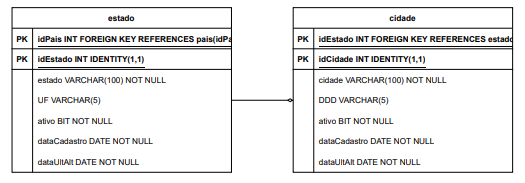 estado
PK idPais INT FOREIGN KEY REFERENCES pais(idPa
PK idEstado INT IDENTITY(1,1)
estado VARCHAR(100) NOT NULL
UF VARCHAR(5)
ativo BIT NOT NULL
dataCadastro DATE NOT NULL
dataUltAlt DATE NOT NULL
cidade
PK idEstado INT FOREIGN KEY REFERENCES estado
PK idCidade INT IDENTITY(1,1)
cidade VARCHAR(100) NOT NULL
DDD VARCHAR(5)
ativo BIT NOT NULL
dataCadastro DATE NOT NULL
dataUltAlt DATE NOT NULL